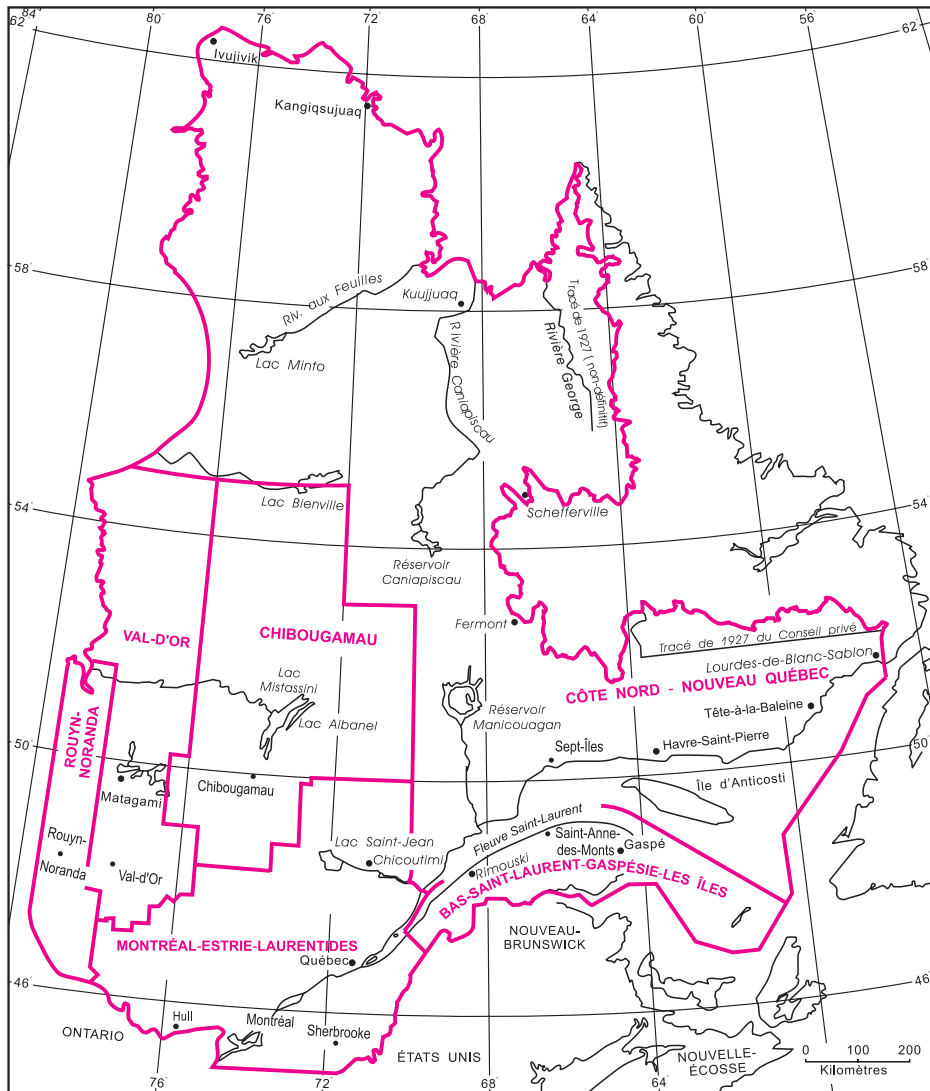 84°
80°
76°
72°
68°
64°
60°
56°
62°
62°
Ivujivik
Kangiqsujuaq
58°
58°
Riv. aux Feuilles
Kuujjuaq
Lac Minto
Rivière Caniapiscau
Tracé de 1927 (non-définitif)
Rivière George
54°
54°
Lac Bienville
Schefferville
Réservoir
Caniapiscau
VAL-D'OR
CHIBOUGAMAU
Fermont
Tracé de 1927 du Conseil privé
Lourdes-de-Blanc-Sablon
Lac
Mistassini
Lac Albanel
CÔTE NORD - NOUVEAU QUÉBEC
Réservoir
Manicouagan
Tête-à-la-Baleine
ROUYN-
NORANDA
50°
50°
Sept-Îles
Havre-Saint-Pierre
Matagami
Chibougamau
Île d'Anticosti
Rouyn-
Noranda
Val-d'Or
Lac Saint-Jean
Chicoutimi
Fleuve Saint-Laurent
Saint-Anne-
des-Monts
Gaspé
Rimouski
BAS-SAINT-LAURENT-GASPÉSIE-LES ÎLES
MONTRÉAL-ESTRIE-LAURENTIDES
Québec
NOUVEAU-
BRUNSWICK
46°
46°
ONTARIO
Hull
Montréal
Sherbrooke
ÉTATS UNIS
NOUVELLE-
ÉCOSSE
0 100 200
Kilomètres
76°
72°
68°
64°
60°